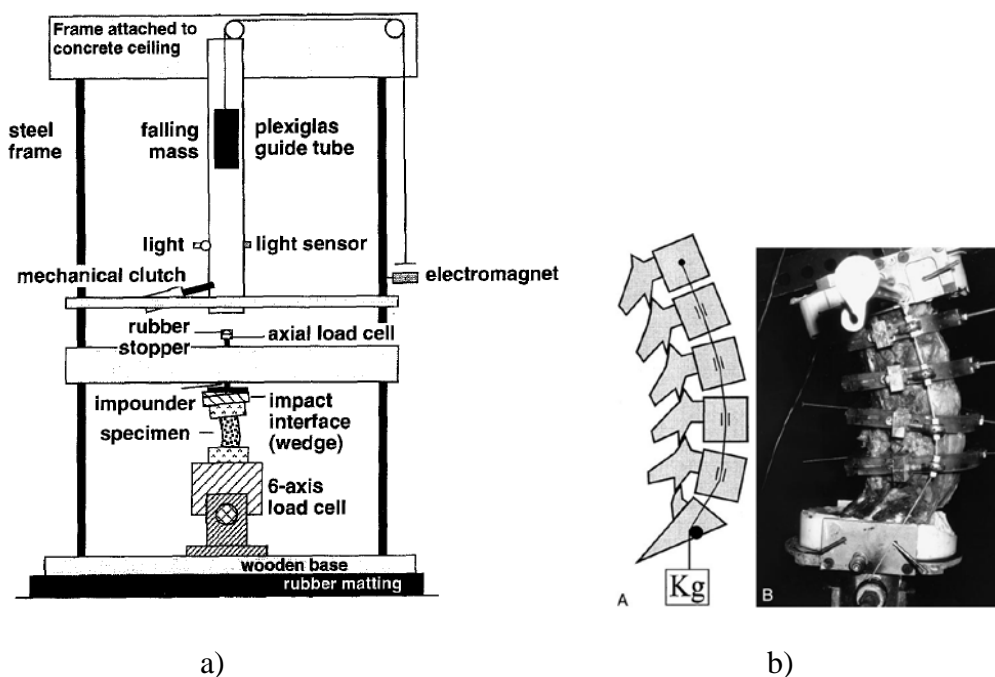 Frame attached to
concrete ceiling
steel
frame
falling
mass
plexiglas
guide tube
light
light sensor
mechanical clutch
electromagnet
rubber
stopper
axial load cell
impounder
impact
interface
(wedge)
specimen
6-axis
load cell
wooden base
rubber matting
A
Kg
B
a)
b)